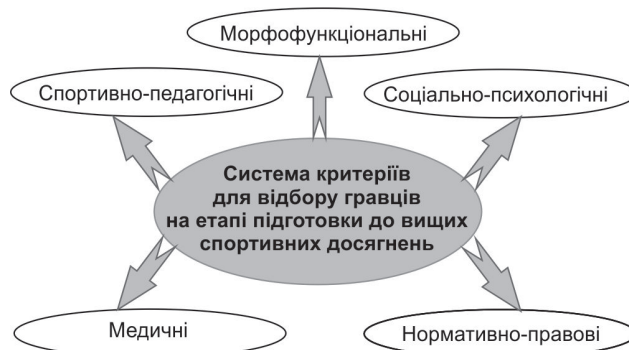 Морфофункціональні
Спортивно-педагогічні
Соціально-психологічні
Система критеріїв
для відбору гравців
на етапі підготовки до вищих
спортивних досягнень
Медичні
Нормативно-правові